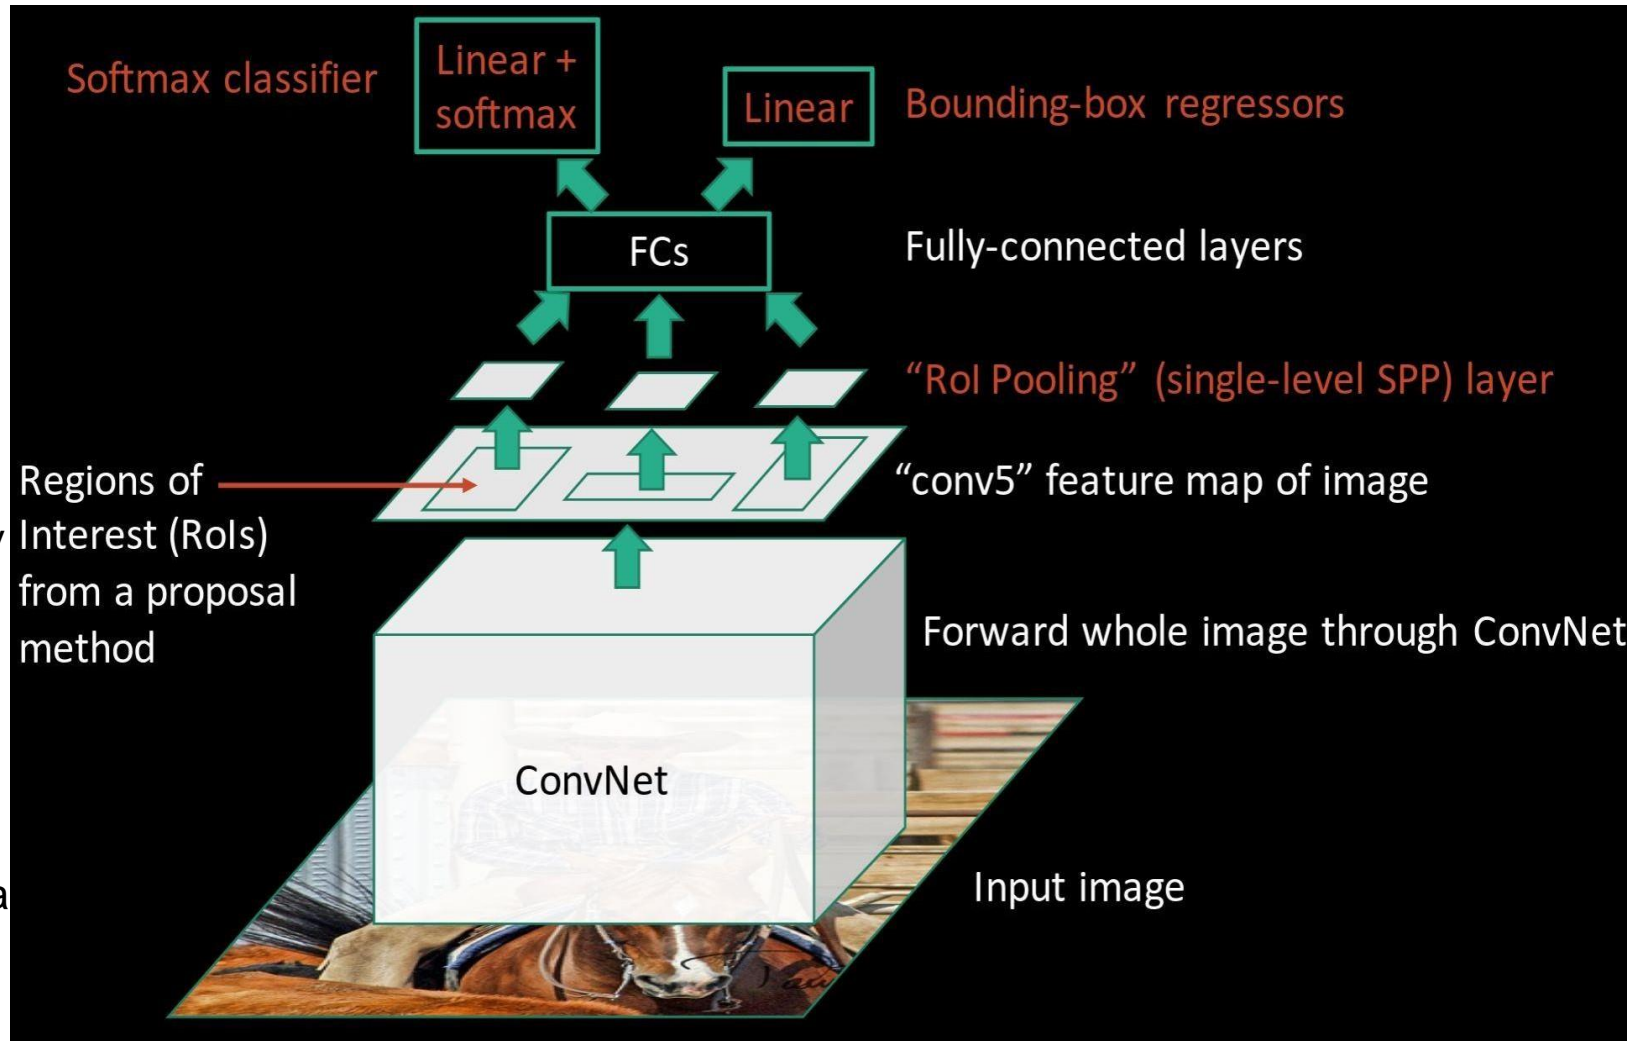 Softmax classifier
Linear +
softmax
Linear
Bounding-box regressors
FCs
Fully-connected layers
“RoI Pooling” (single-level SPP) layer
Regions of
Interest (RoIs)
from a proposal
method
“conv5” feature map of image
Forward whole image through ConvNet
ConvNet
Input image